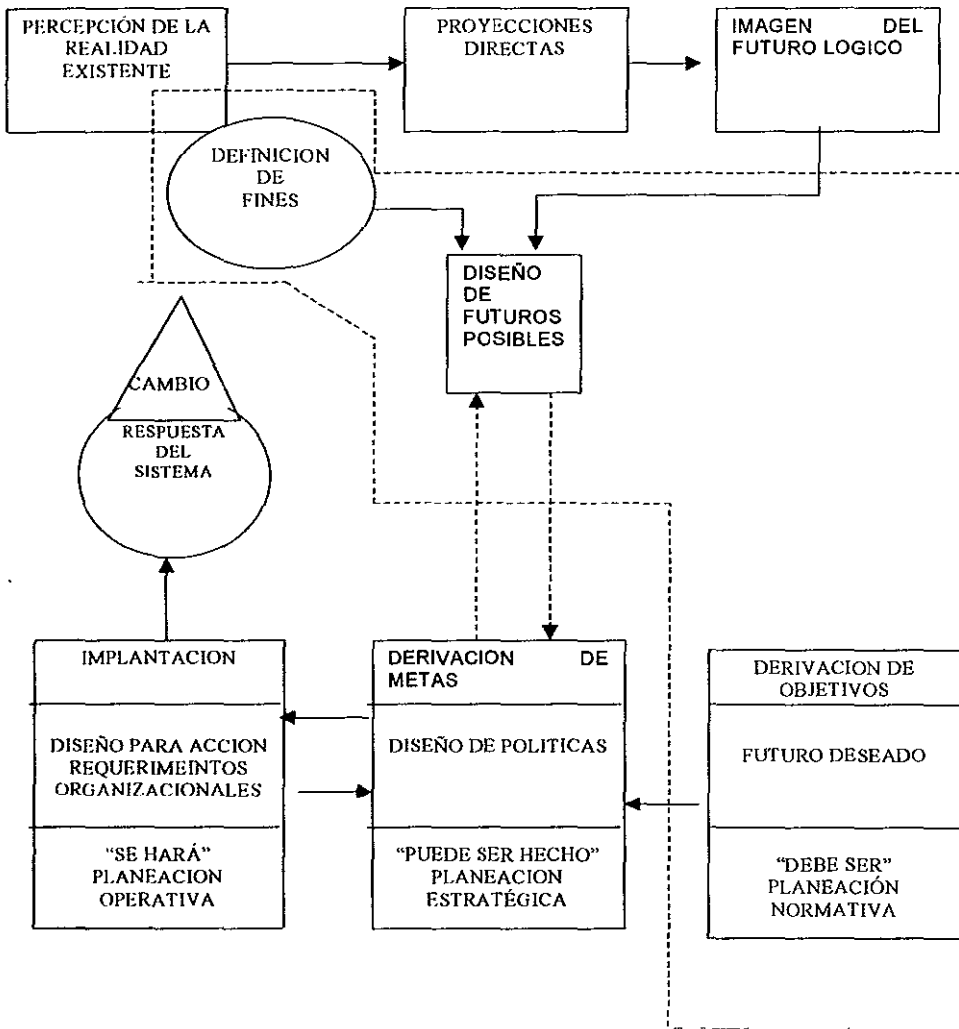 PERCEPCIÓN DE LA
REALIDAD
EXISTENTE
PROYECCIONES
DIRECTAS
IMAGEN DEL
FUTURO LOGICO
DEFINICION
DE
FINES
DISEÑO
DE
FUTUROS
POSIBLES
CAMBIO
RESPUESTA
DEL
SISTEMA
IMPLANTACION
DISEÑO PARA ACCION
REQUERIMEINTOS
ORGANIZACIONALES
"SE HARÁ"
PLANEACION
OPERATIVA
DERIVACION DE
METAS
DISEÑO DE POLITICAS
"PUEDE SER HECHO"
PLANEACION
ESTRATÉGICA
DERIVACION DE
OBJETIVOS
FUTURO DESEADO
"DEBE SER"
PLANEACIÓN
NORMATIVA